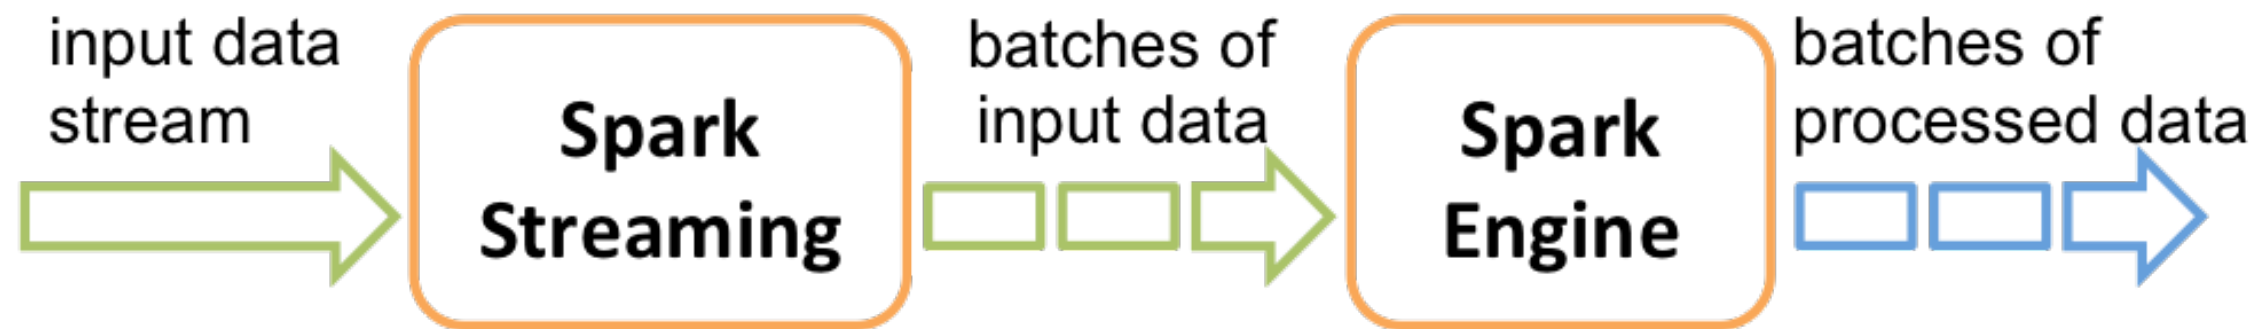 input data
stream
Spark
Streaming
batches of
input data
Spark
Engine
batches of
processed data